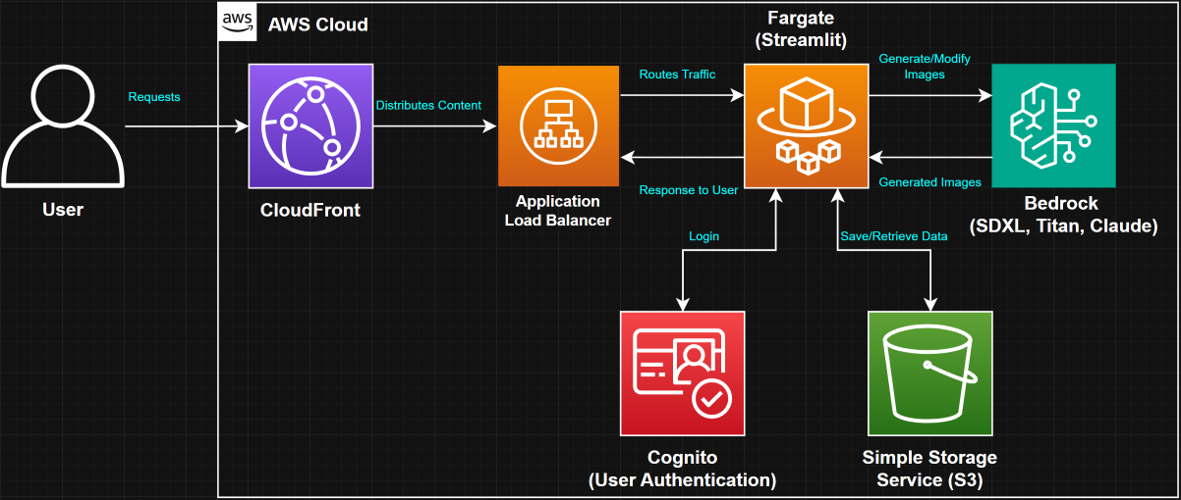 aws
AWS Cloud
Fargate
(Streamlit)
Requests
Distributes Content
Routes Traffic
Generate/Modify
Images
Response to User
Generated Images
User
CloudFront
Application
Load Balancer
Bedrock
(SDXL, Titan, Claude)
Login
Save/Retrieve Data
Cognito
(User Authentication)
Simple Storage
Service (S3)